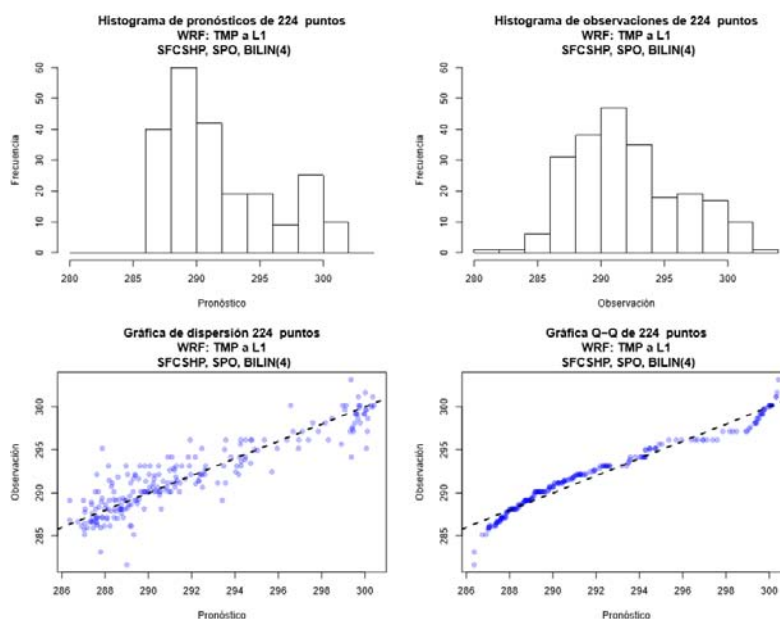 Histograma de pronósticos de 224 puntos
WRF: TMP a L1
SFCSHP, SPO, BILIN(4)
Frecuencia
60
50
40
30
20
10
0
280
285
290
295
300
Pronóstico
Histograma de observaciones de 224 puntos
WRF: TMP a L1
SFCSHP, SPO, BILIN(4)
Frecuencia
60
50
40
30
20
10
0
280
285
290
295
300
Observación
Gráfica de dispersión 224 puntos
WRF: TMP a L1
SFCSHP, SPO, BILIN(4)
Observación
300
295
290
285
286
288
290
292
294
296
298
300
Pronóstico
Gráfica Q-Q de 224 puntos
WRF: TMP a L1
SFCSHP, SPO, BILIN(4)
Observación
300
295
290
285
286
288
290
292
294
296
298
300
Pronóstico